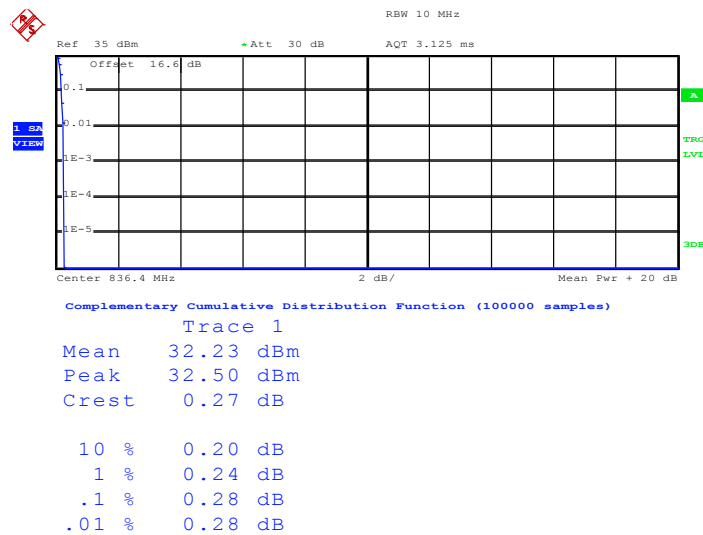 R&S
RBW 10 MHz
Ref 35 dBm *Att 30 dB AQT 3.125 ms
Offset 16.6 dB
0.1
A
0.01
1 SA
VIEW
TRG
LVL
1E-3
1E-4
1E-5
3DB
Center 836.4 MHz 2 dB/ Mean Pwr + 20 dB
Complementary Cumulative Distribution Function (100000 samples)
Trace 1
Mean 32.23 dBm
Peak 32.50 dBm
Crest 0.27 dB
10 % 0.20 dB
1 % 0.24 dB
.1 % 0.28 dB
.01 % 0.28 dB